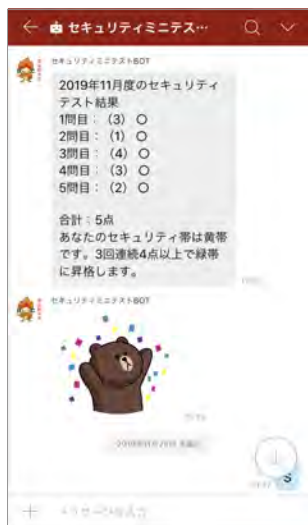 セキュリティミニテス…
セキュリティミニテストBOT
2019年11月度のセキュリティ
テスト結果
1問目：（3）○
2問目：（1）○
3問目：（4）○
4問目：（3）○
5問目：（2）○
合計：5点
あなたのセキュリティ帯は黄帯
です。3回連続4点以上で緑帯
に昇格します。
セキュリティミニテストBOT
S